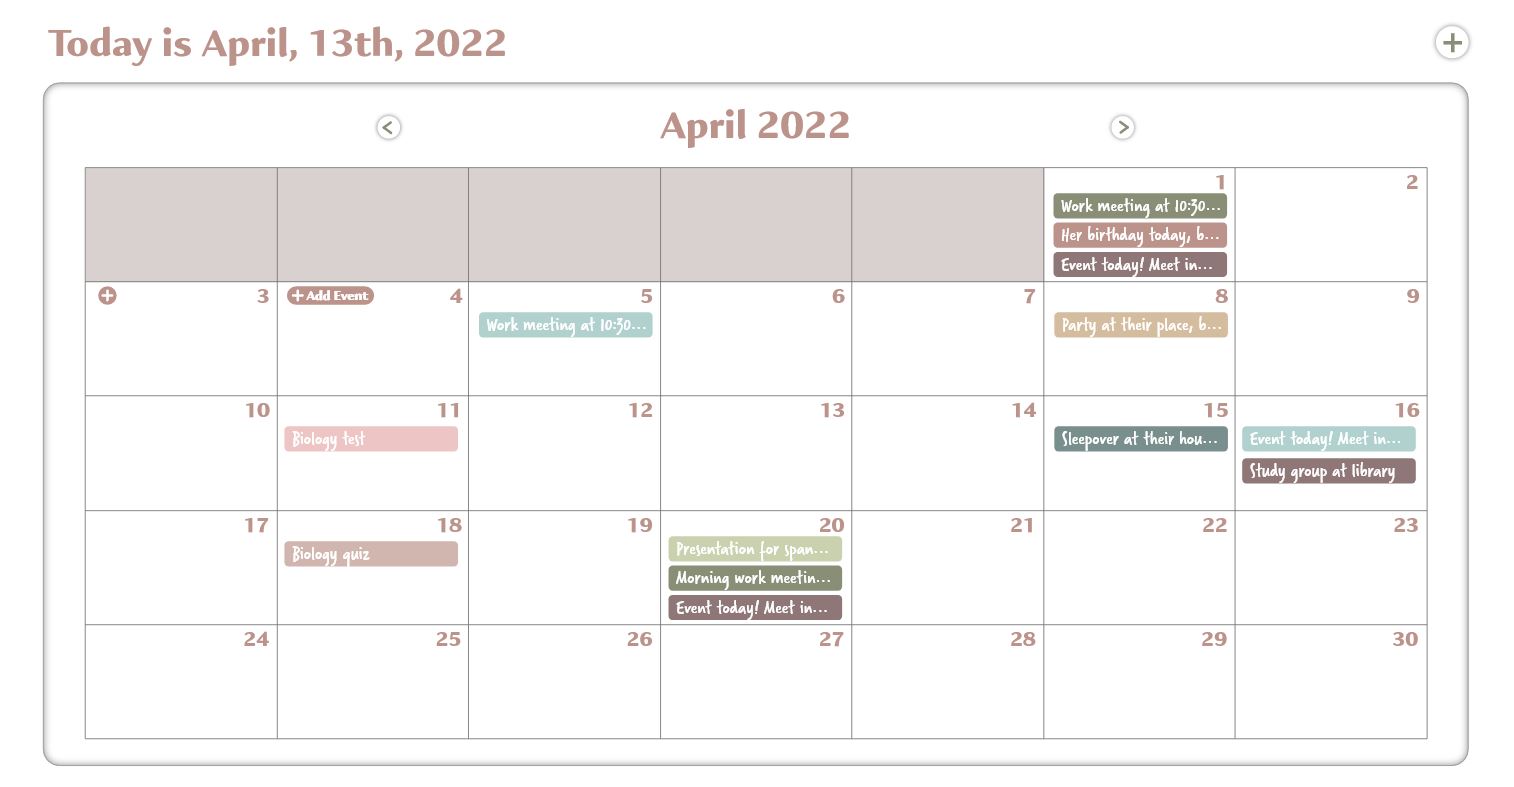 Today is April, 13th, 2022
April 2022
1
Work meeting at 10:30...
Her birthday today, b...
Event today! Meet in...
2
3
Add Event
4
5
Work meeting at 10:30...
6
7
8
Party at their place, b...
9
10
11
Biology test
12
13
14
15
Sleepover at their hou...
16
Event today! Meet in...
Study group at library
17
18
Biology quiz
19
20
Presentation for span...
Morning work meetin...
Event today! Meet in...
21
22
23
24
25
26
27
28
29
30